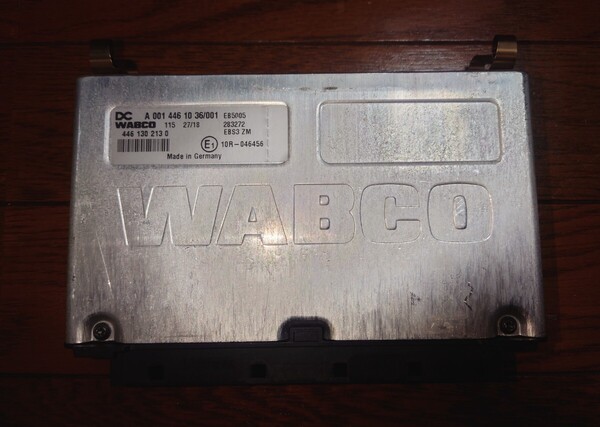 DC A 001 446 10 36/001 EB5/05
WABCO 115 27/18 283272
446 130 213 0 EBS3 ZM
E1 10R-046456
Made in Germany
WABCO